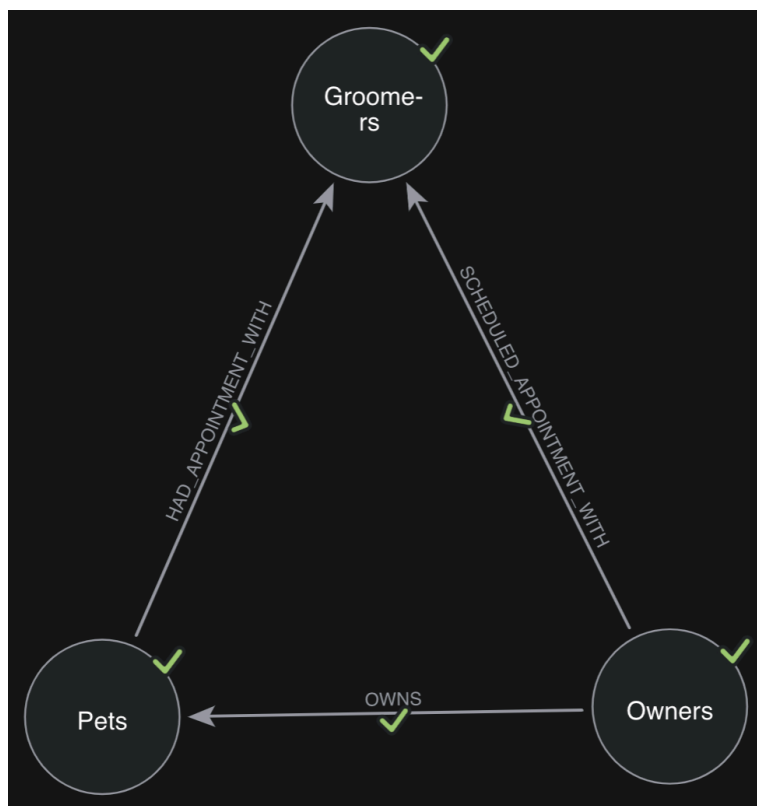 Groome-
rs
HAD_APPOINTMENT_WITH
SCHEDULED_APPOINTMENT_WITH
OWNS
Pets
Owners